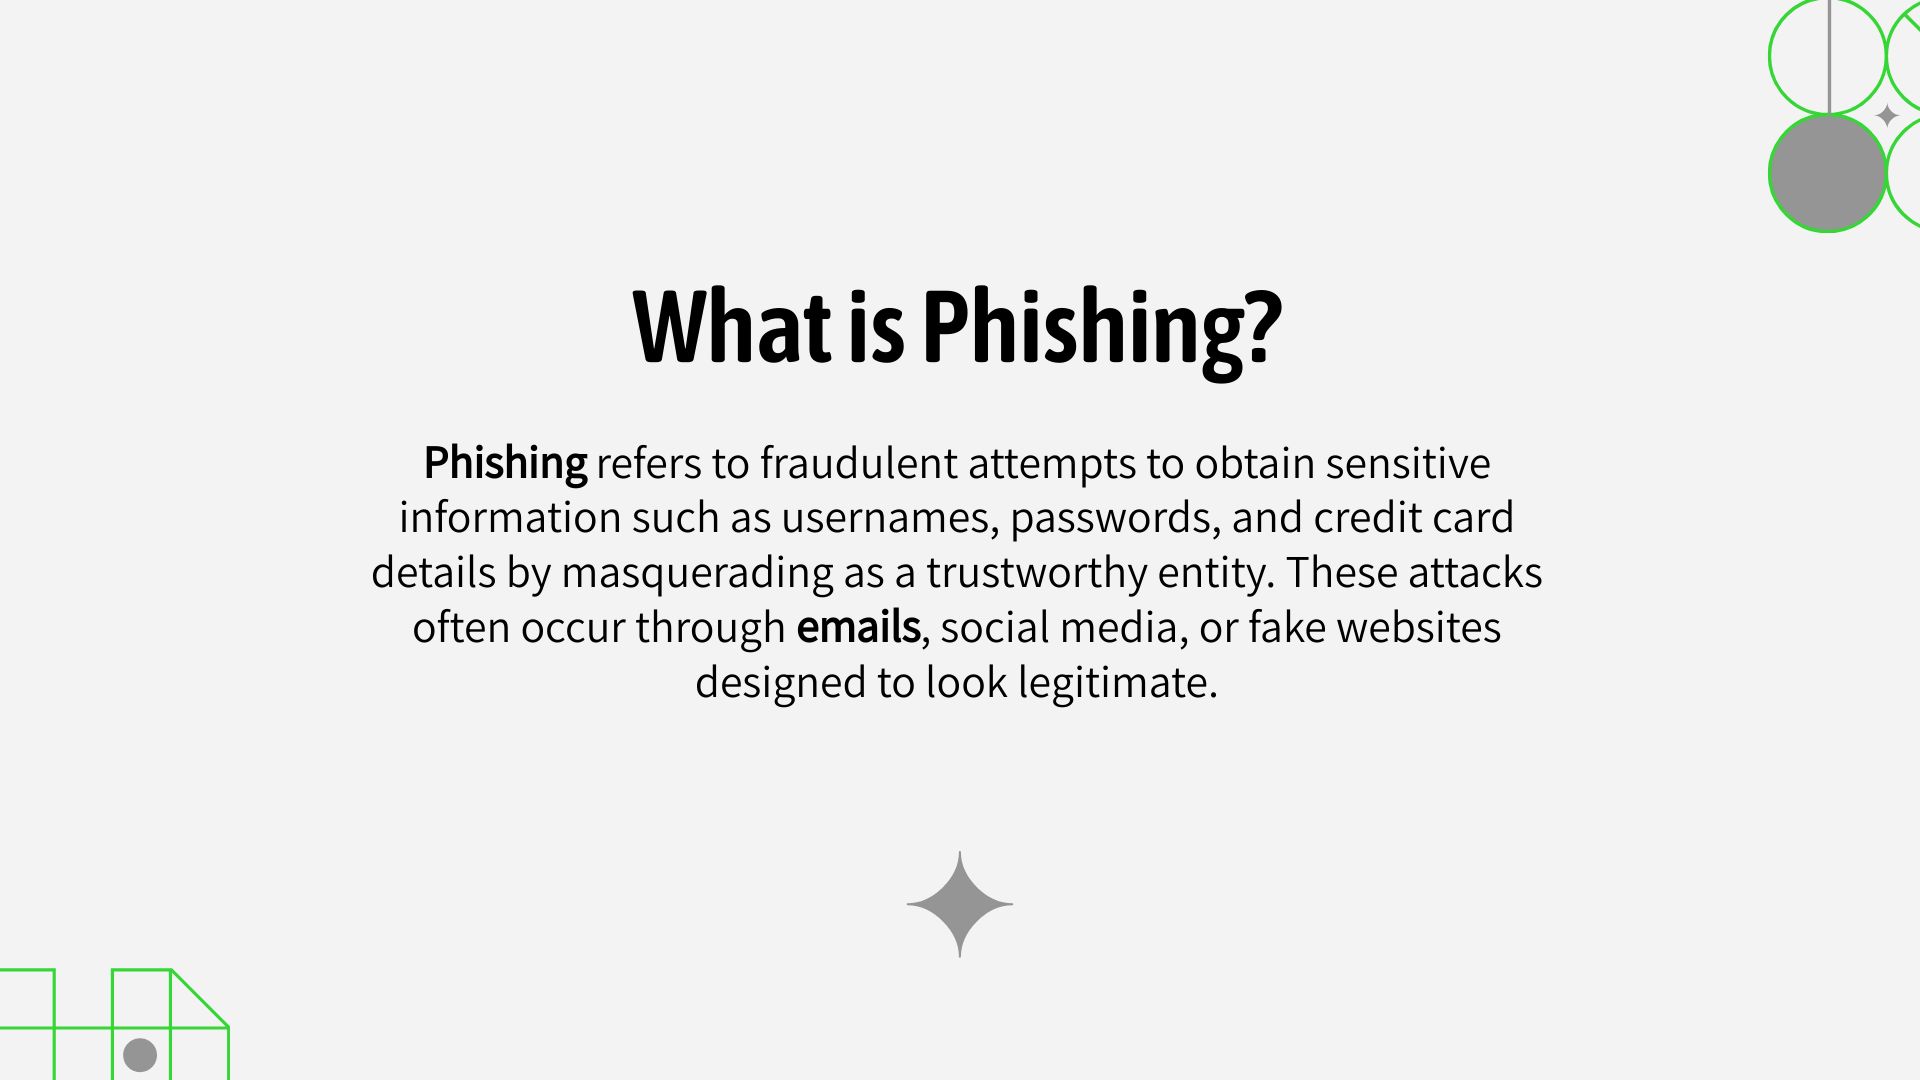 What is Phishing?
Phishing refers to fraudulent attempts to obtain sensitive
information such as usernames, passwords, and credit card
details by masquerading as a trustworthy entity. These attacks
often occur through emails, social media, or fake websites
designed to look legitimate.